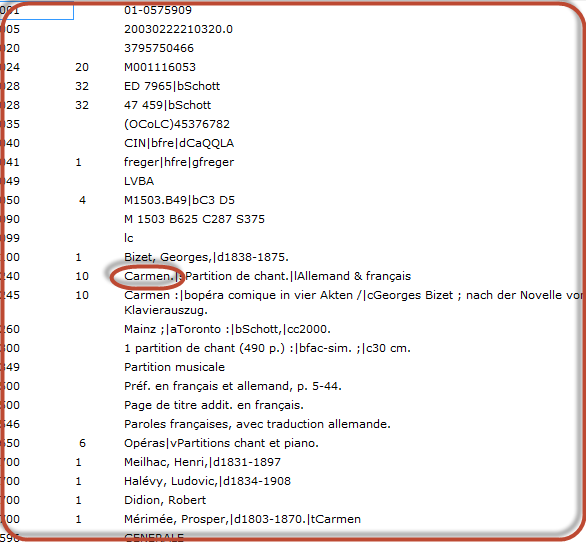 091 01-0575909
005 20030222210320.0
020 3795750466
024 20 M001116053
028 32 ED 7965|bSchott
028 32 47 459|bSchott
035 (OCoLC)45376782
040 CIN|bfre|dCaQQLA
041 1 freger|hfre|gfreger
049 LVBA
050 4 M1503.B49|bC3 D5
090 M 1503 B625 C287 S375
099 lc
100 1 Bizet, Georges,|d1838-1875.
240 10 Carmen.|sPartition de chant.|lAllemand & français
245 10 Carmen :|bopéra comique in vier Akten /|cGeorges Bizet ; nach der Novelle von
Klavierauszug.
260 Mainz ;|aToronto :|bSchott,|cc2000.
300 1 partition de chant (490 p.) :|bfac-sim. ;|c30 cm.
349 Partition musicale
500 Préf. en français et allemand, p. 5-44.
500 Page de titre addit. en français.
546 Paroles françaises, avec traduction allemande.
650 6 Opéras|vPartitions chant et piano.
700 1 Meilhac, Henri,|d1831-1897
700 1 Halévy, Ludovic,|d1834-1908
700 1 Didion, Robert
700 1 Mérimée, Prosper,|d1803-1870.|tCarmen
596 GENERALE